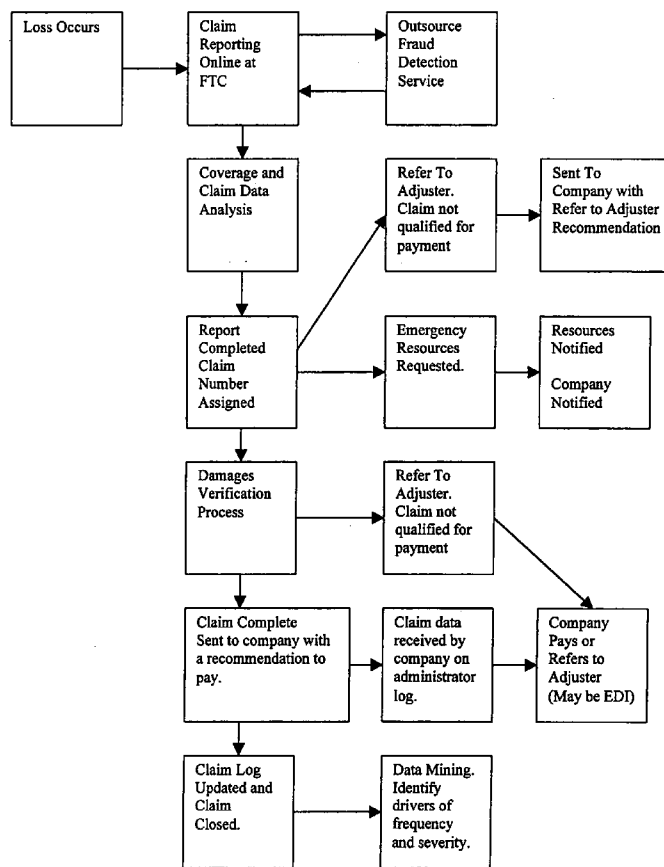 Loss Occurs
Claim
Reporting
Online at
FTC
Outsource
Fraud
Detection
Service
Coverage and
Claim Data
Analysis
Refer To
Adjuster.
Claim not
qualified for
payment
Sent To
Company with
Refer to Adjuster
Recommendation
Report
Completed
Claim
Number
Assigned
Emergency
Resources
Requested.
Resources
Notified
Company
Notified
Damages
Verification
Process
Refer To
Adjuster.
Claim not
qualified for
payment
Claim Complete
Sent to company with
a recommendation to
pay.
Claim data
received by
company on
administrator
log.
Company
Pays or
Refers to
Adjuster
(May be EDI)
Claim Log
Updated and
Claim
Closed.
Data Mining.
Identify
drivers of
frequency
and severity.